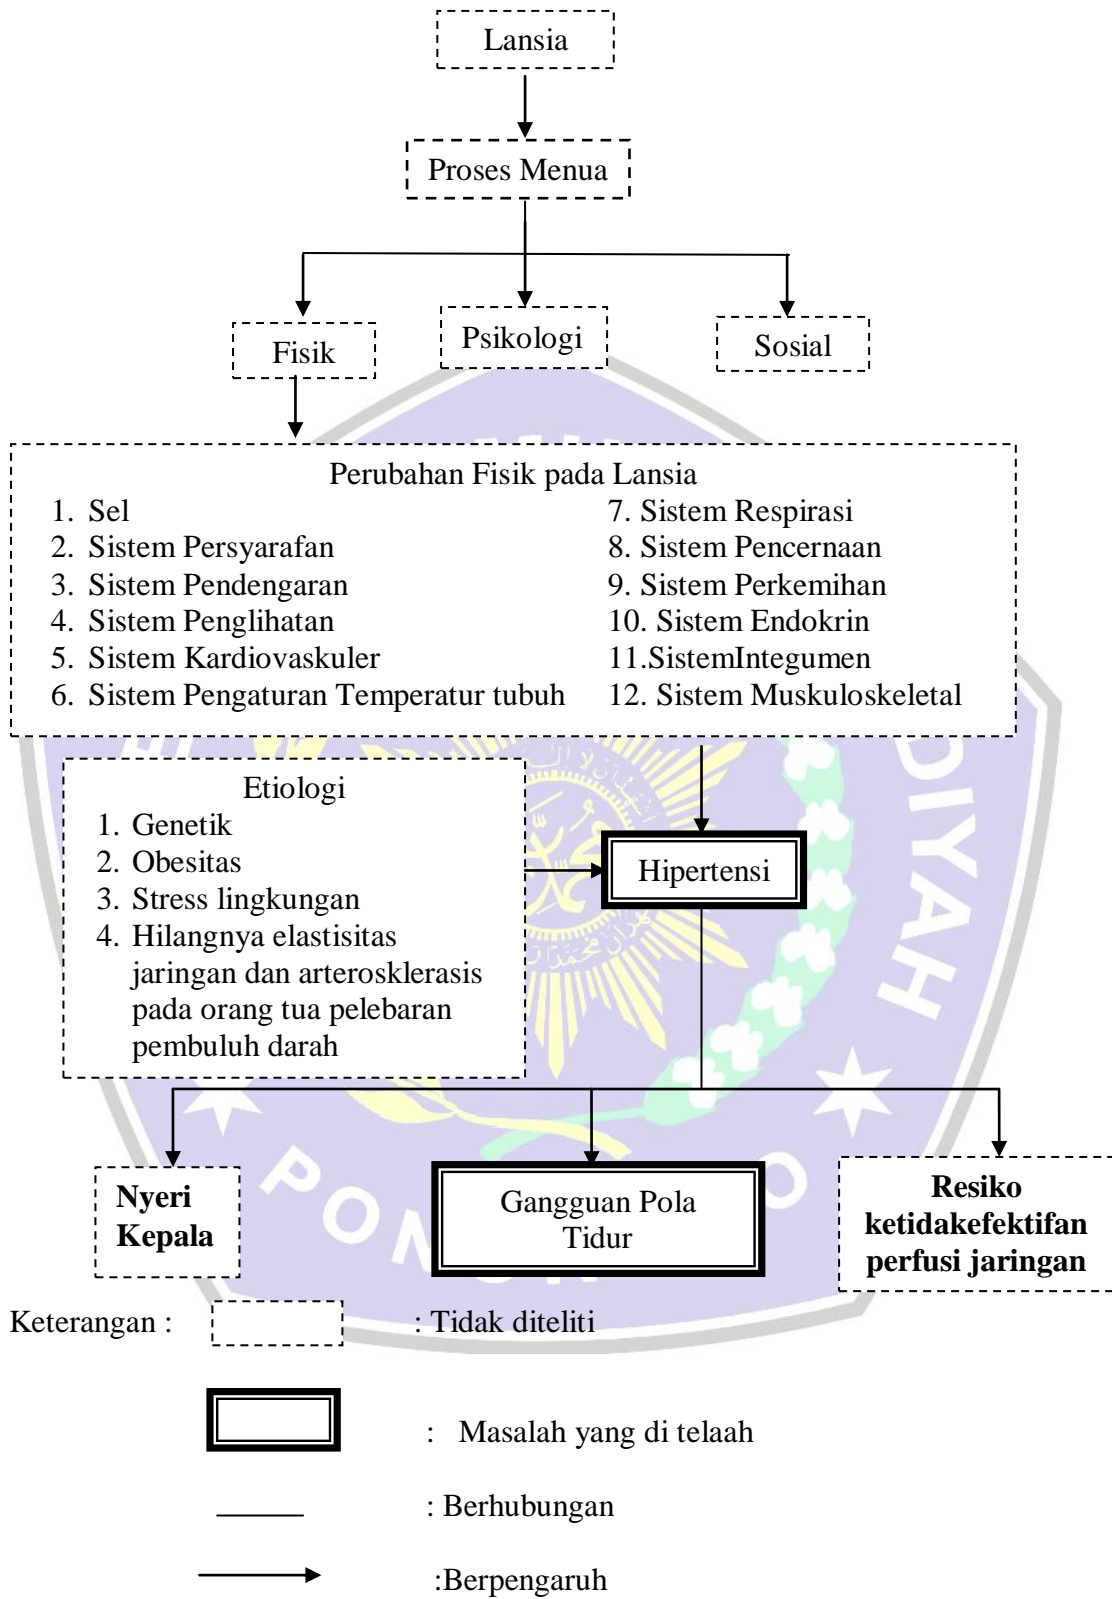 Lansia
Proses Menua
Fisik
Psikologi
Sosial
Perubahan Fisik pada Lansia
1. Sel
2. Sistem Persyarafan
3. Sistem Pendengaran
4. Sistem Penglihatan
5. Sistem Kardiovaskuler
6. Sistem Pengaturan Temperatur tubuh
7. Sistem Respirasi
8. Sistem Pencernaan
9. Sistem Perkemihan
10. Sistem Endokrin
11.SistemIntegumen
12. Sistem Muskuloskeletal
Etiologi
1. Genetik
2. Obesitas
3. Stress lingkungan
4. Hilangnya elastisitas
jaringan dan arterosklerasis
pada orang tua pelebaran
pembuluh darah
Hipertensi
Nyeri
Kepala
Gangguan Pola
Tidur
Resiko
ketidakefektifan
perfusi jaringan
Keterangan :
: Tidak diteliti
: Masalah yang di telaah
: Berhubungan
:Berpengaruh